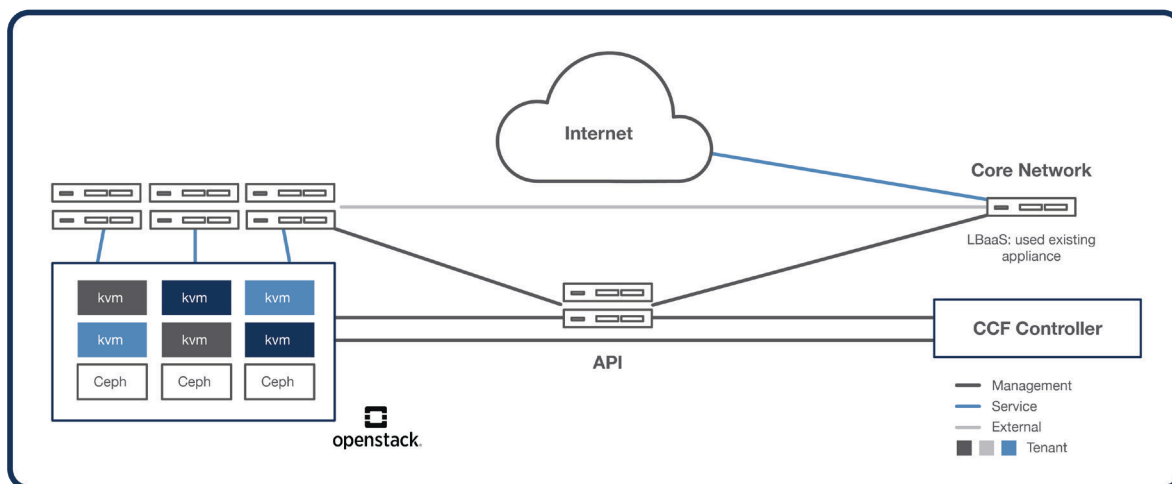 Internet
Core Network
LBaaS: used existing
appliance
kvm kvm kvm
kvm kvm kvm
Ceph Ceph Ceph
CCF Controller
API
Management
Service
External
Tenant
openstack.